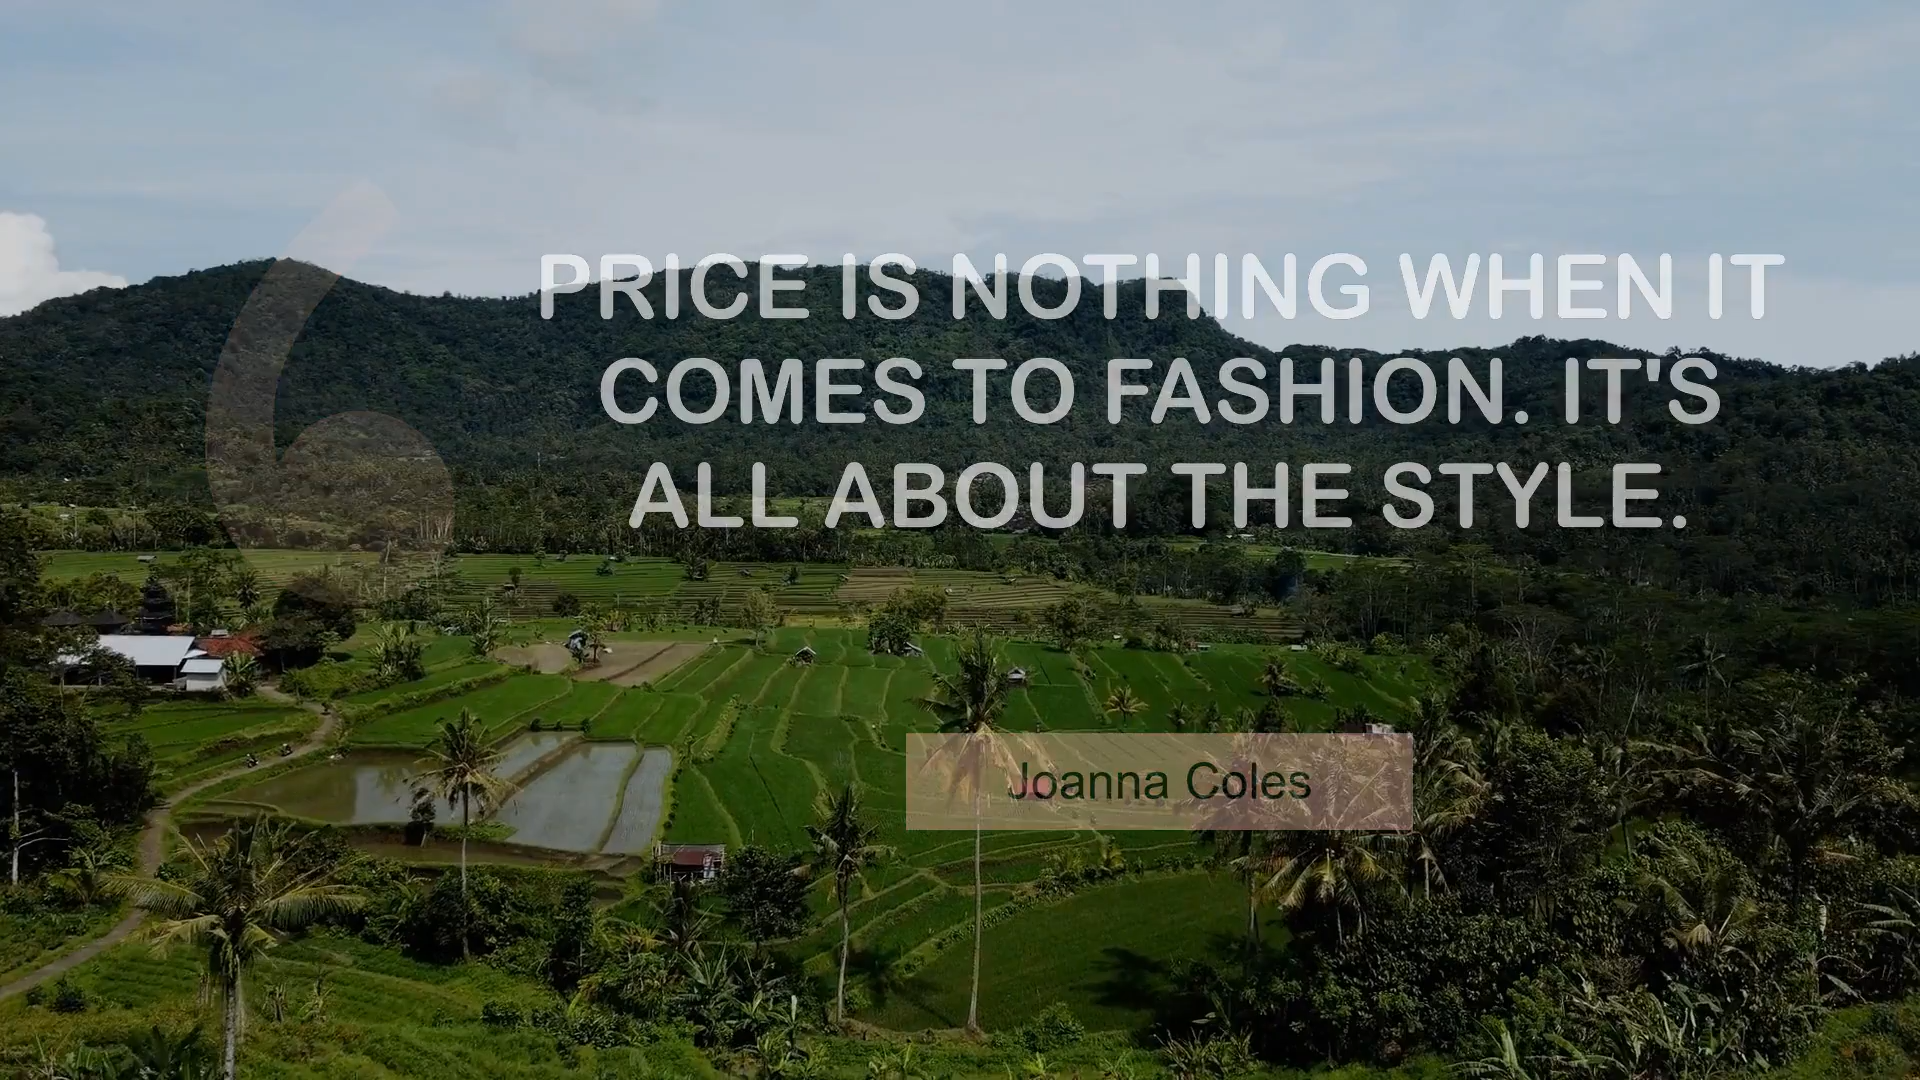 PRICE IS NOTHING WHEN IT
COMES TO FASHION. IT'S
ALL ABOUT THE STYLE.
Joanna Coles